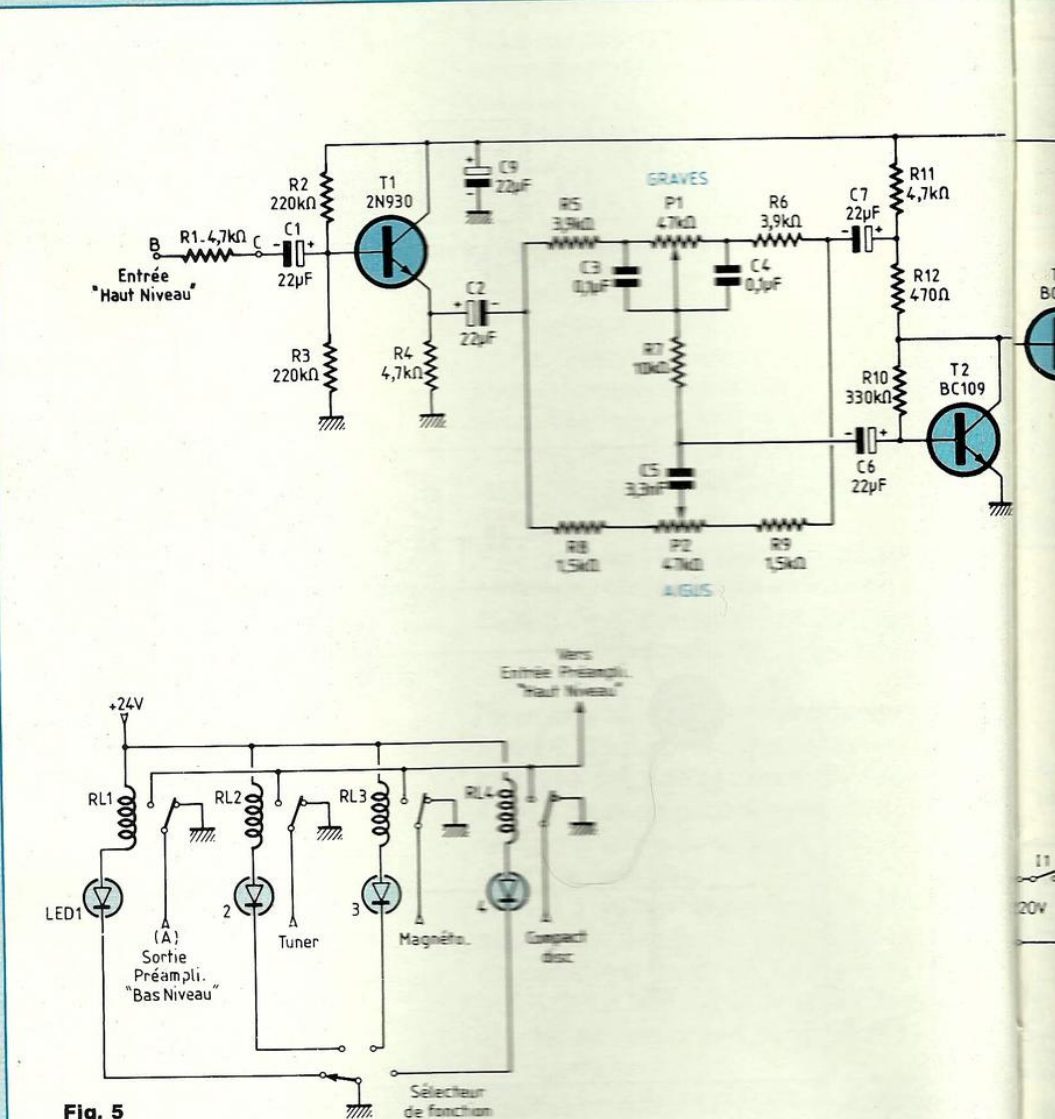 R2
220kΩ
T1
2N930
+
C9
22µF
-
GRAVES
P1
47kΩ
R5
3,9kΩ
R6
3,9kΩ
C7
22µF
- +
R11
4,7kΩ
B
R1-4,7kΩ
C
C1
- +
22µF
Entrée
"Haut Niveau"
C3
0,1µF
C4
0,1µF
R12
470Ω
C2
+ -
22µF
R3
220kΩ
R4
4,7kΩ
R7
10kΩ
R10
330kΩ
T2
BC109
- +
C6
22µF
C5
3,3nF
R8
1,5kΩ
P2
47kΩ
R9
1,5kΩ
AIGUS
Vers
Entrée Préampli.
"Haut Niveau"
+24V
RL1
RL2
RL3
RL4
LED1
2
3
4
(A)
Sortie
Préampli.
"Bas Niveau"
Tuner
Magnéto.
Compact
disc
I1
20V
Sélecteur
de fonction
Fig. 5